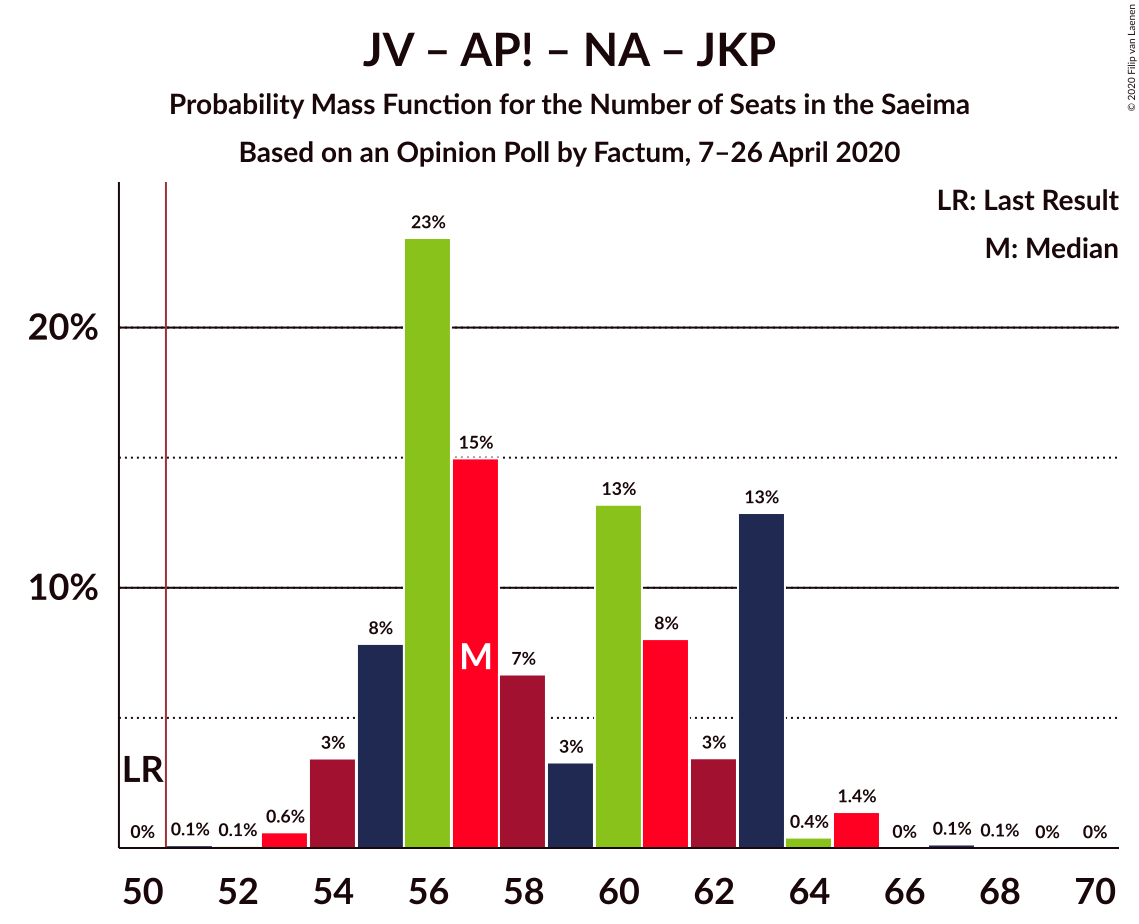 JV – AP! – NA – JKP
Probability Mass Function for the Number of Seats in the Saeima
Based on an Opinion Poll by Factum, 7–26 April 2020
© 2020 Filip van Laenen
LR: Last Result
M: Median
20%
10%
LR
M
0%
0.1%
0.1%
0.6%
3%
8%
23%
15%
7%
3%
13%
8%
3%
13%
0.4%
1.4%
0%
0.1%
0.1%
0%
0%
50 52 54 56 58 60 62 64 66 68 70